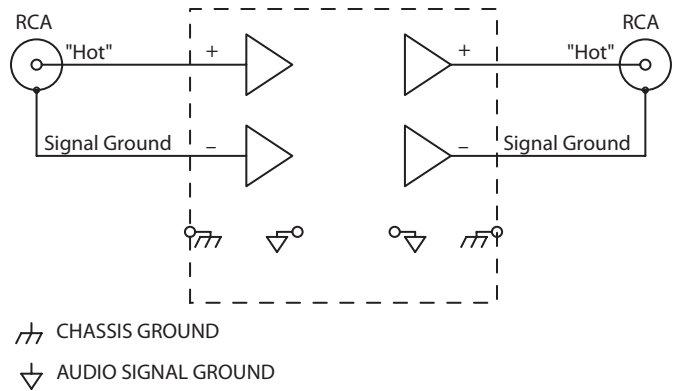 RCA
RCA
"Hot"
+
+
"Hot"
Signal Ground
–
–
Signal Ground
CHASSIS GROUND
AUDIO SIGNAL GROUND